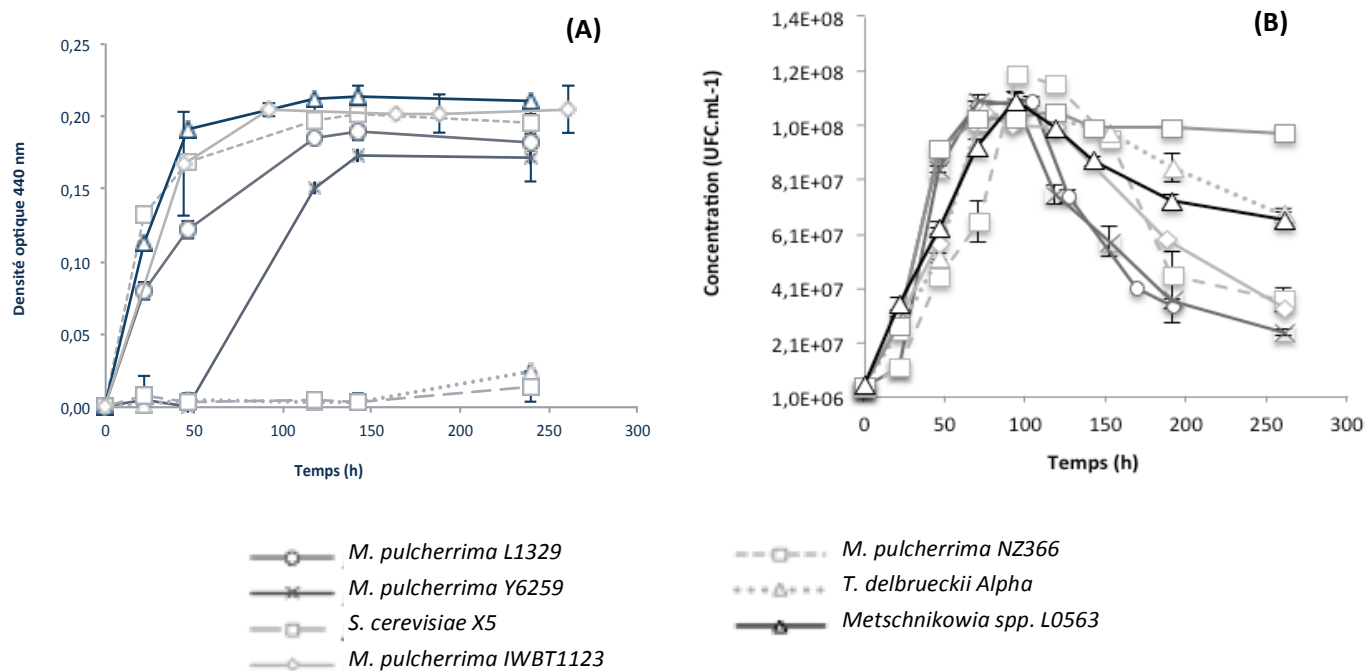 (A)
Densité optique 440 nm
0,25
0,20
0,15
0,10
0,05
0,00
0 50 100 150 200 250 300
Temps (h)
(B)
Concentration (UFC.mL-1)
1,4E+08
1,2E+08
1,0E+08
8,1E+07
6,1E+07
4,1E+07
2,1E+07
1,0E+06
0 50 100 150 200 250 300
Temps (h)
M. pulcherrima L1329
M. pulcherrima Y6259
S. cerevisiae X5
M. pulcherrima IWBT1123
M. pulcherrima NZ366
T. delbrueckii Alpha
Metschnikowia spp. L0563